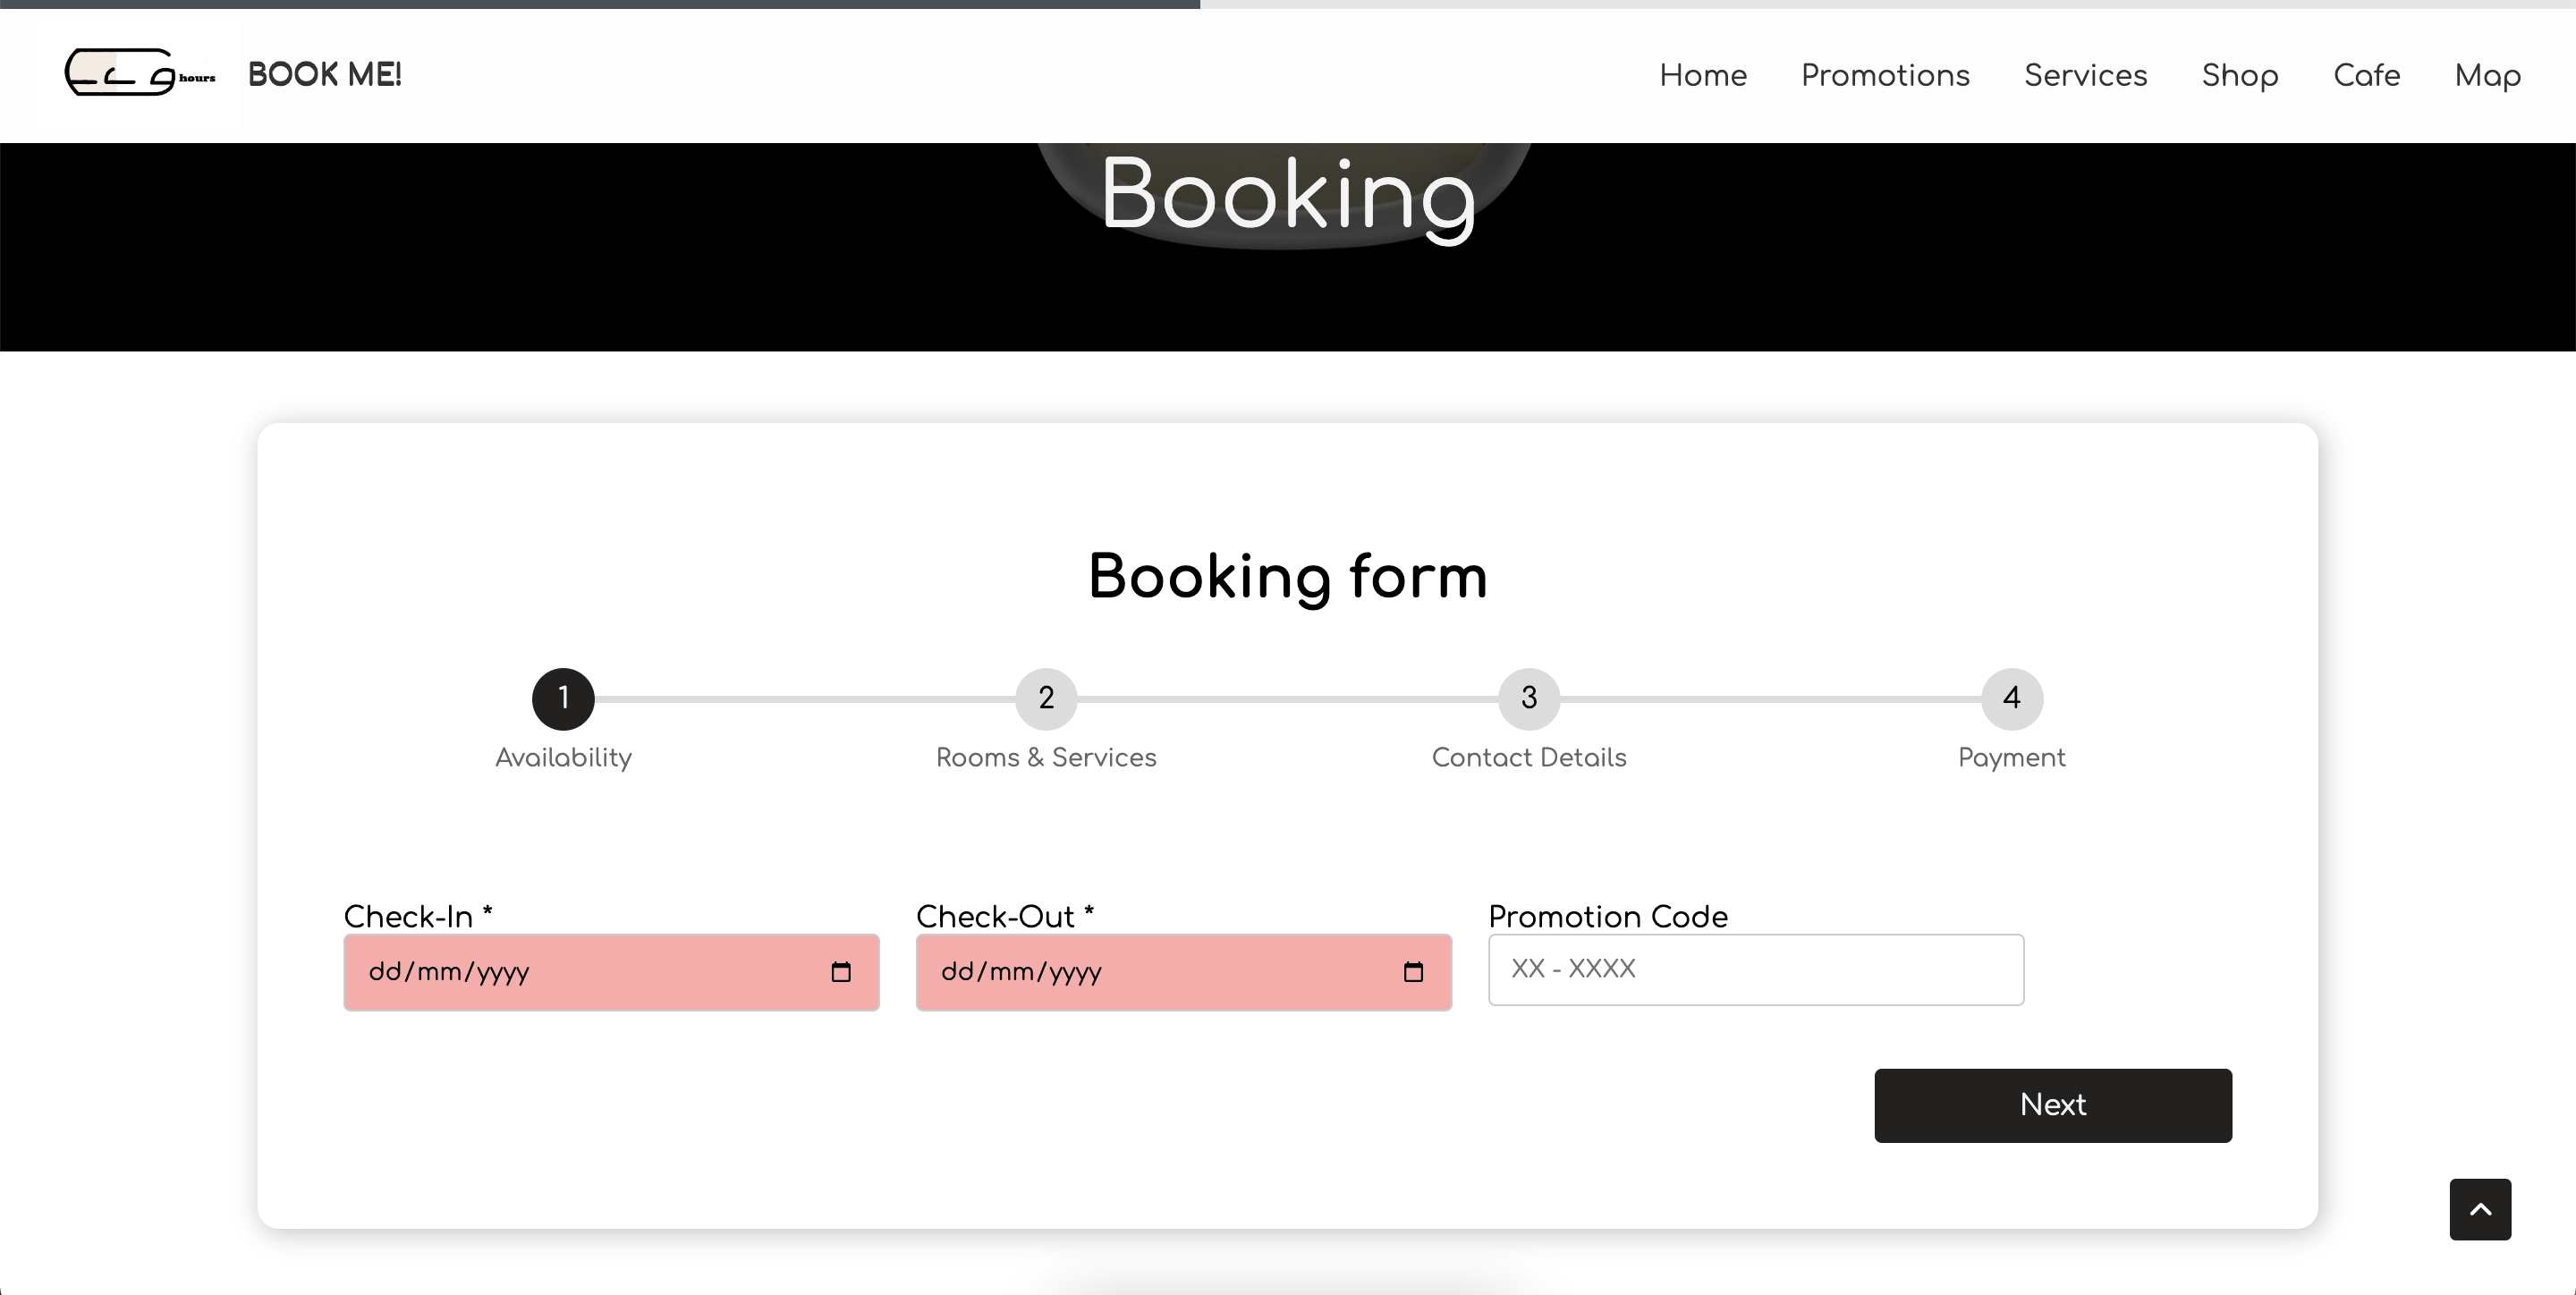 hours
BOOK ME!
Home
Promotions
Services
Shop
Cafe
Map
Booking
Booking form
1
2
3
4
Availability
Rooms & Services
Contact Details
Payment
Check-In *
Check-Out *
Promotion Code
dd/mm/yyyy
dd/mm/yyyy
XX - XXXX
Next